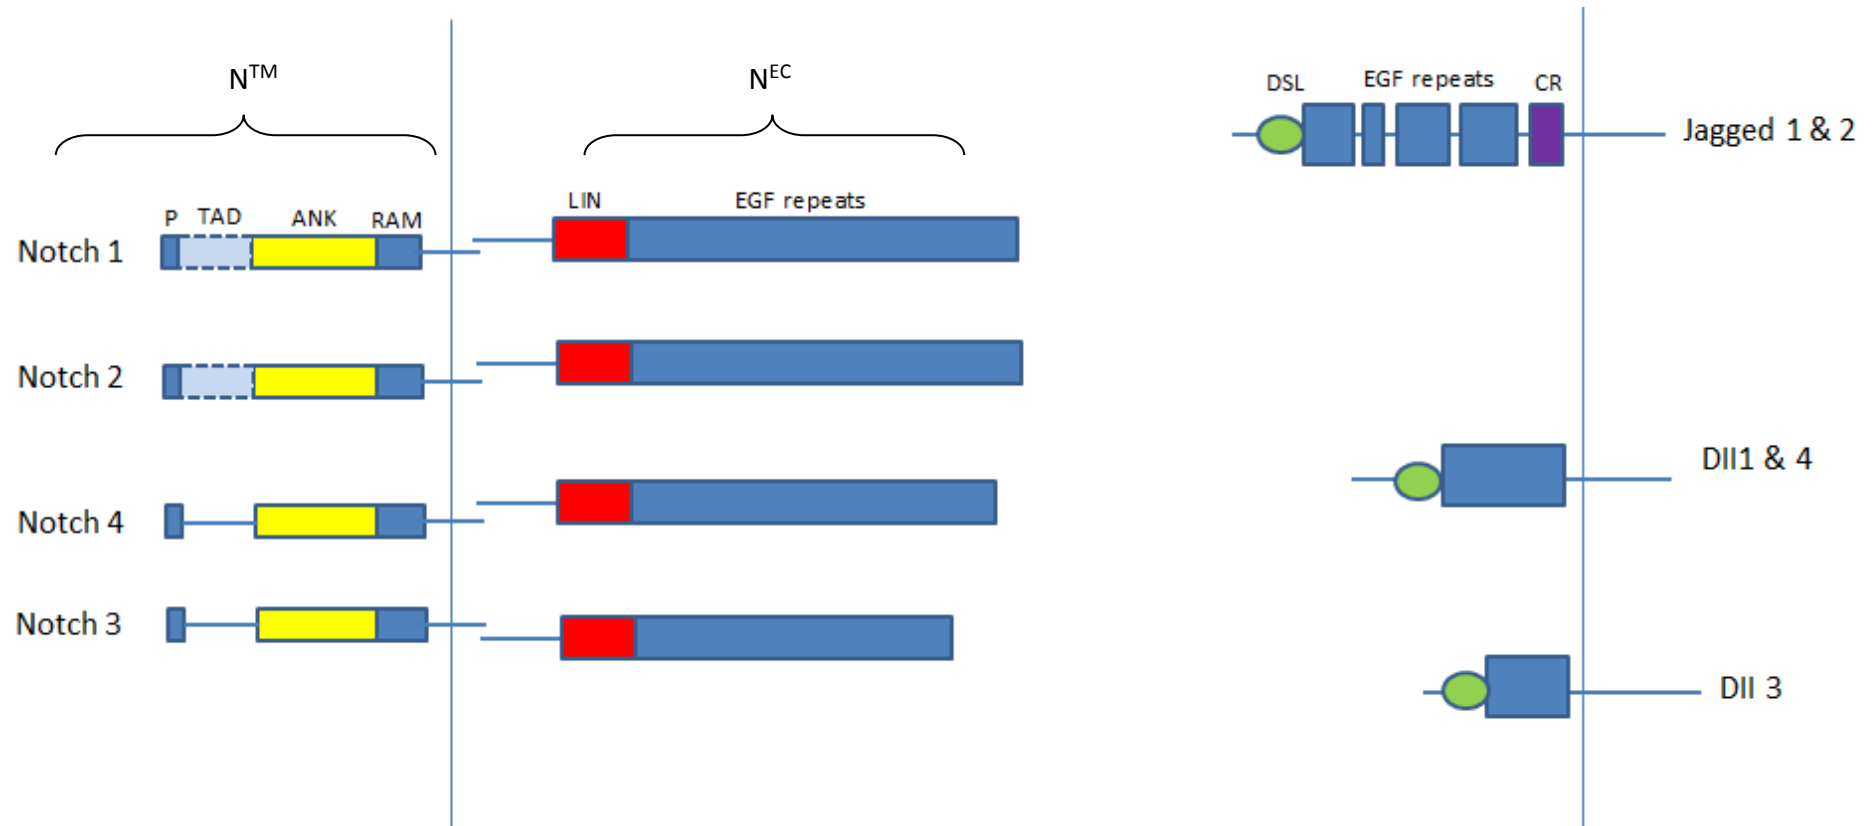 N^TM
N^EC
DSL EGF repeats CR
Jagged 1 & 2
LIN EGF repeats
P TAD ANK RAM
Notch 1
Notch 2
Dll1 & 4
Notch 4
Notch 3
Dll 3